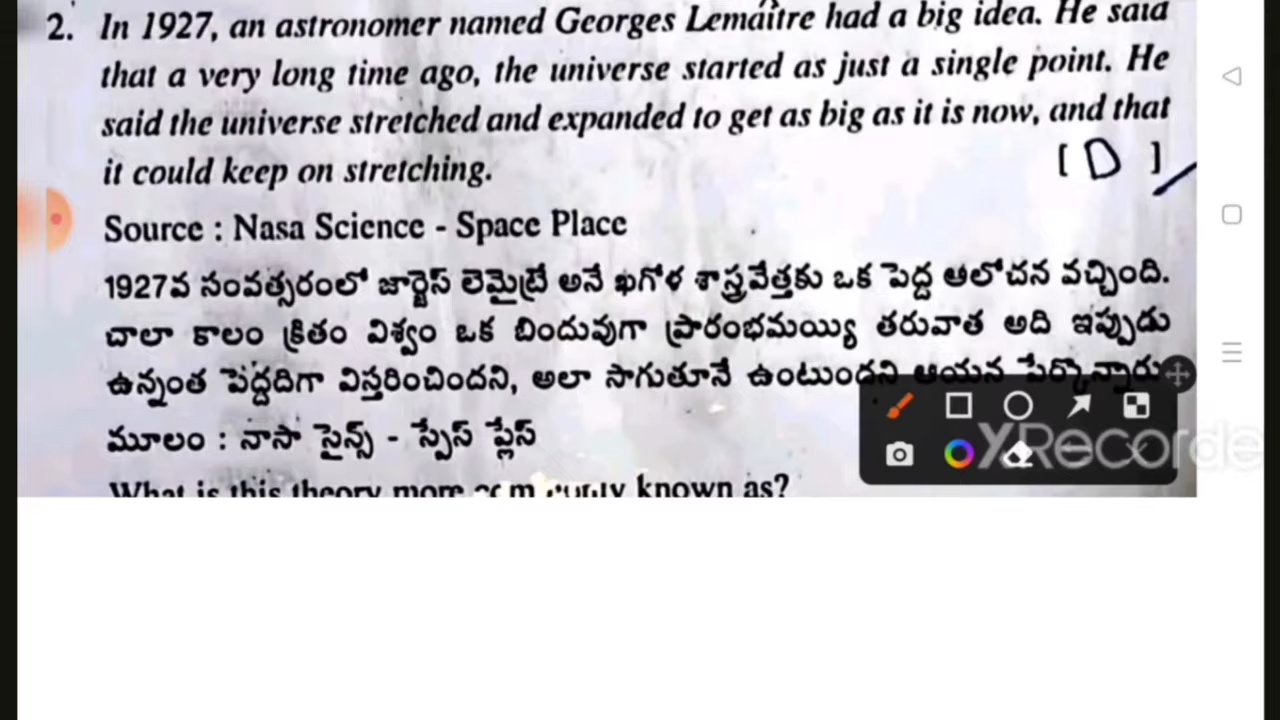 2. In 1927, an astronomer named Georges Lemaître had a big idea. He said
that a very long time ago, the universe started as just a single point. He
said the universe stretched and expanded to get as big as it is now, and that
it could keep on stretching. [ D ]
Source : Nasa Science - Space Place
1927వ సంవత్సరంలో జార్జెస్ లెమైట్రే అనే ఖగోళ శాస్త్రవేత్తకు ఒక పెద్ద ఆలోచన వచ్చింది.
చాలా కాలం క్రితం విశ్వం ఒక బిందువుగా ప్రారంభమయ్యి తరువాత అది ఇప్పుడు
ఉన్నంత పెద్దదిగా విస్తరించిందని, అలా సాగుతూనే ఉంటుందని ఆయన పేర్కొన్నారు
XRecorde
మూలం : నాసా సైన్స్ - స్పేస్ ప్లేస్
What is this theory more known as?